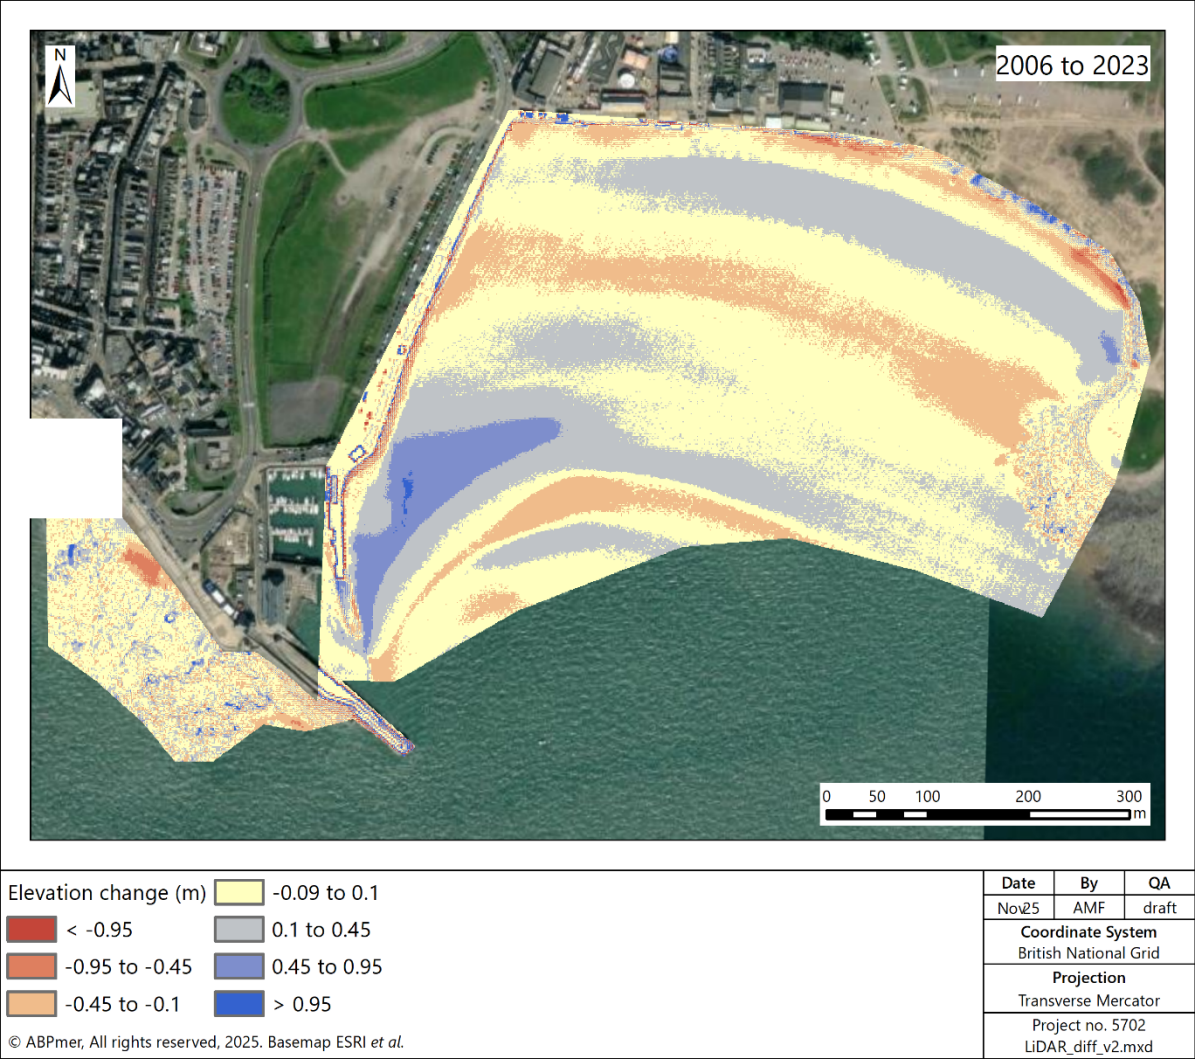 N
2006 to 2023
0 50 100 200 300
m
Elevation change (m)
< -0.95
-0.95 to -0.45
-0.45 to -0.1
-0.09 to 0.1
0.1 to 0.45
0.45 to 0.95
> 0.95
© ABPmer, All rights reserved, 2025. Basemap ESRI et al.
Date By QA
Nov25 AMF draft
Coordinate System
British National Grid
Projection
Transverse Mercator
Project no. 5702
LiDAR_diff_v2.mxd